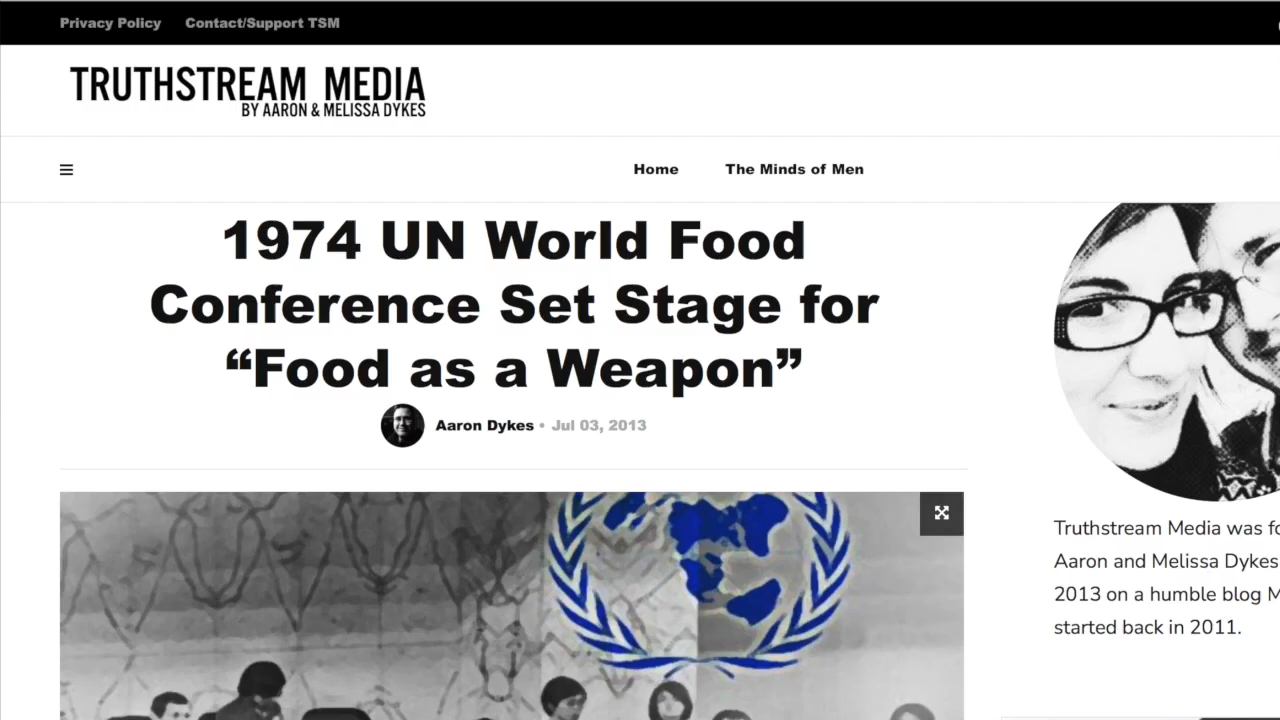 Privacy Policy Contact/Support TSM
TRUTHSTREAM MEDIA
BY AARON & MELISSA DYKES
Home The Minds of Men
1974 UN World Food
Conference Set Stage for
“Food as a Weapon”
Aaron Dykes • Jul 03, 2013
Truthstream Media was
Aaron and Melissa Dykes
2013 on a humble blog
started back in 2011.